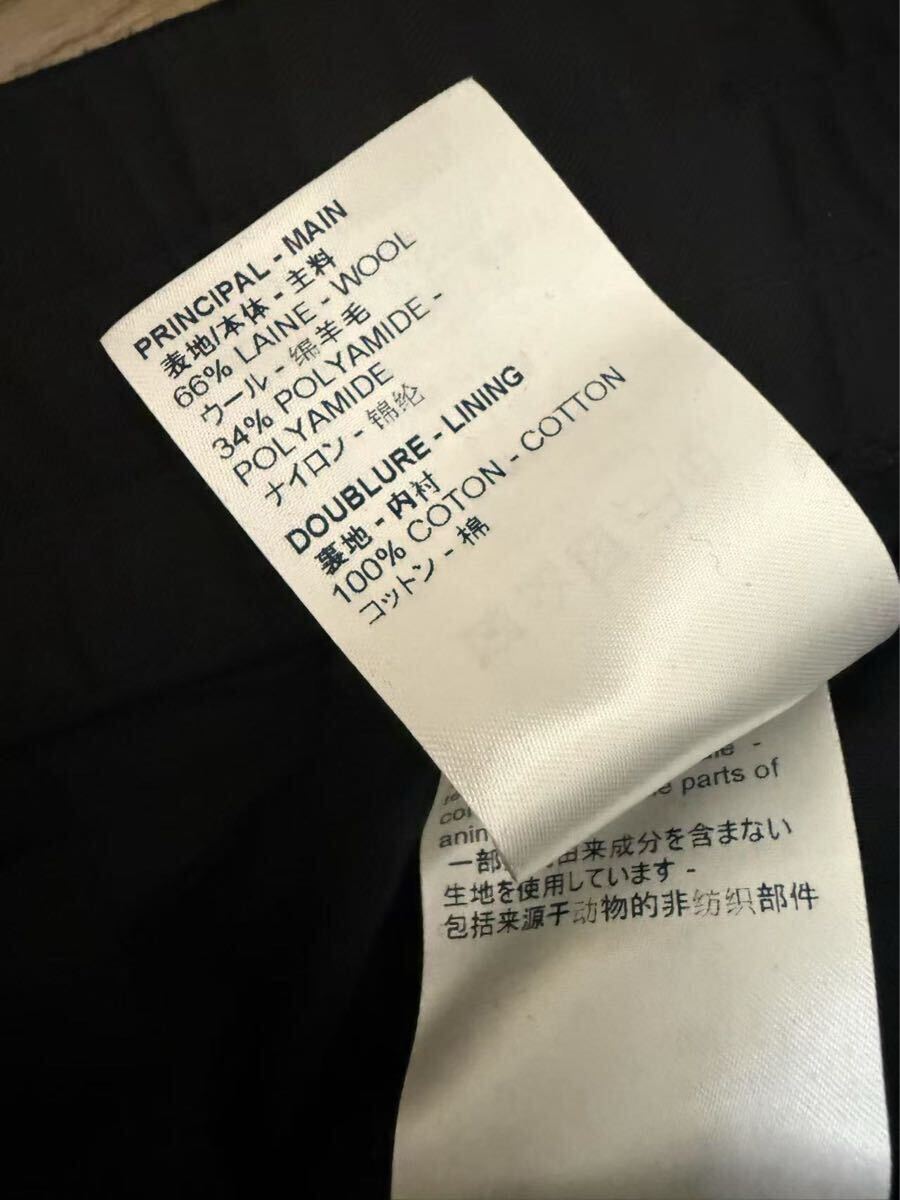 PRINCIPAL - MAIN
表地/本体 - 主料
66% LAINE - WOOL
ウール - 绵羊毛
34% POLYAMIDE -
POLYAMIDE
ナイロン - 锦纶
DOUBLURE - LINING
裏地 - 内衬
100% COTON - COTTON
コットン - 棉
parts of
一部 由来成分を含まない
生地を使用しています -
包括来源于动物的非纺织部件